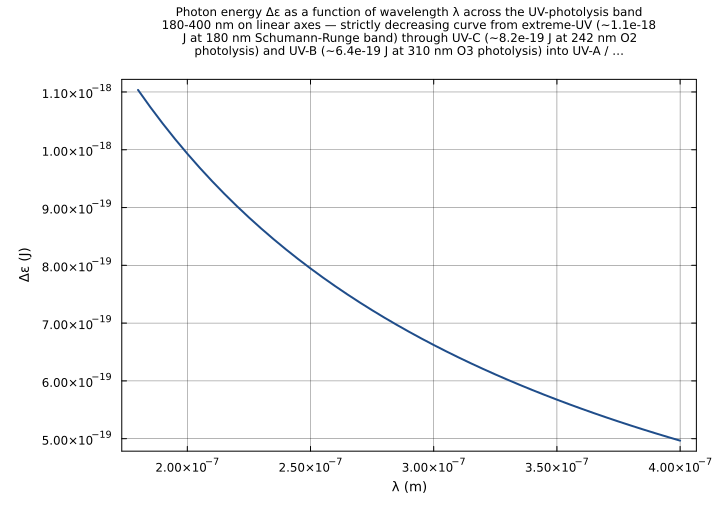 Photon energy Δε as a function of wavelength λ across the UV-photolysis band
180-400 nm on linear axes — strictly decreasing curve from extreme-UV (~1.1e-18
J at 180 nm Schumann-Runge band) through UV-C (~8.2e-19 J at 242 nm O2
photolysis) and UV-B (~6.4e-19 J at 310 nm O3 photolysis) into UV-A / ...
1.10×10⁻¹⁸
1.00×10⁻¹⁸
9.00×10⁻¹⁹
8.00×10⁻¹⁹
7.00×10⁻¹⁹
6.00×10⁻¹⁹
5.00×10⁻¹⁹
Δε (J)
2.00×10⁻⁷ 2.50×10⁻⁷ 3.00×10⁻⁷ 3.50×10⁻⁷ 4.00×10⁻⁷
λ (m)